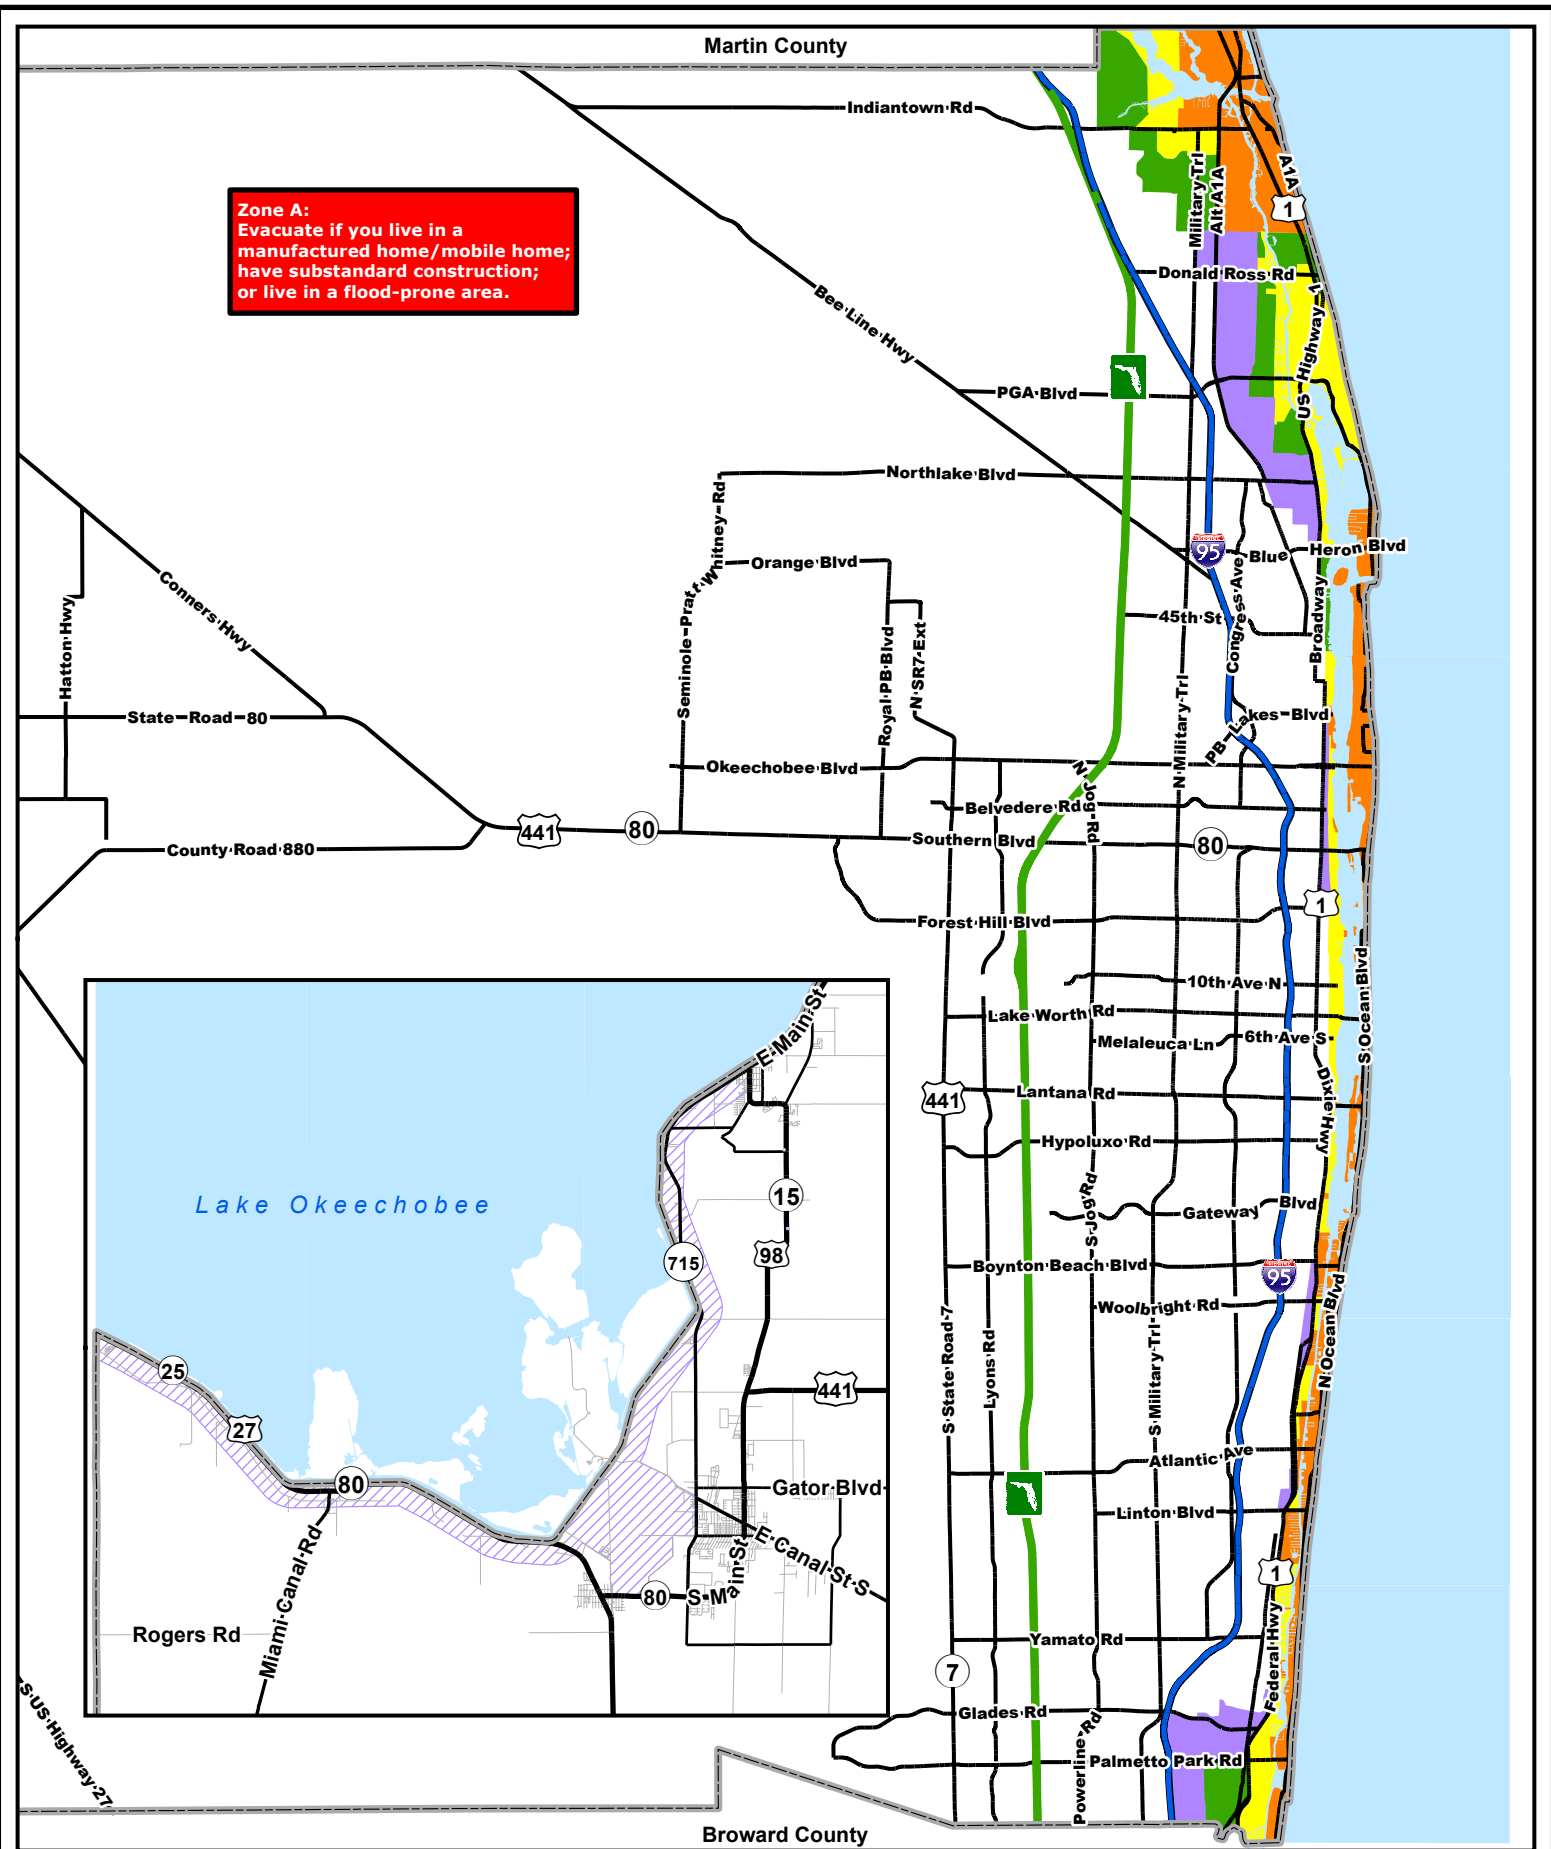 Martin County
Indiantown Rd
Zone A:
Evacuate if you live in a
manufactured home/mobile home;
have substandard construction;
or live in a flood-prone area.
Military Trl
Alt A1A
A1A
1
Donald Ross Rd
Bee Line Hwy
US Highway 1
PGA Blvd
Northlake Blvd
Seminole Pratt Whitney Rd
Orange Blvd
95
Blue Heron Blvd
Conners Hwy
Hatton Hwy
45th St
Congress Ave
Broadway
Royal PB Blvd
N SR7 Ext
N Military Trl
State Road 80
PB Lakes Blvd
Okeechobee Blvd
N Jog Rd
Belvedere Rd
441
80
Southern Blvd
80
County Road 880
1
Forest Hill Blvd
S Ocean Blvd
10th Ave N
Lake Worth Rd
Melaleuca Ln
6th Ave S
441
Lantana Rd
Dixie Hwy
Hypoluxo Rd
S Jog Rd
Gateway Blvd
Boynton Beach Blvd
95
Woolbright Rd
N Ocean Blvd
S State Road 7
Lyons Rd
S Military Trl
Atlantic Ave
Linton Blvd
1
Federal Hwy
Yamato Rd
7
Glades Rd
Powerline Rd
Palmetto Park Rd
E Main St
Lake Okeechobee
15
715
98
25
27
441
80
Gator Blvd
E Canal St S
80
S Main St
Miami Canal Rd
Rogers Rd
S US Highway 27
Broward County